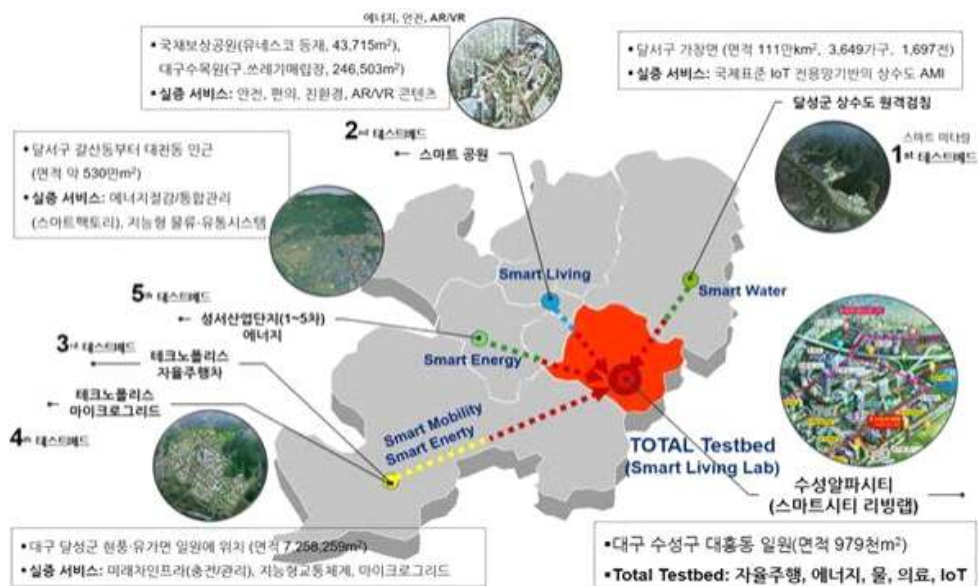 에너지, 안전, AR/VR
▪ 국채보상공원(유네스코 등재, 43,715m²),
대구수목원(구.쓰레기매립장, 246,503m²)
▪ 실증 서비스: 안전, 편의, 친환경, AR/VR 콘텐츠
▪ 달서구 가창면 (면적 111만km², 3,649가구, 1,697전)
▪ 실증 서비스: 국제표준 IoT 전용망기반의 상수도 AMI
달성군 상수도 원격검침
스마트 미터링
1st 테스트베드
2nd 테스트베드
스마트 공원
▪ 달서구 갈산동부터 대천동 인근
(면적 약 530만m²)
▪ 실증 서비스: 에너지절감/통합관리
(스마트팩토리), 지능형 물류·유통시스템
Smart Living
Smart Water
5th 테스트베드
성서산업단지(1~5차)
에너지
Smart Energy
3rd 테스트베드
테크노폴리스
자율주행차
테크노폴리스
마이크로그리드
4th 테스트베드
Smart Mobility
Smart Enerty
TOTAL Testbed
(Smart Living Lab)
수성알파시티
(스마트시티 리빙랩)
▪ 대구 달성군 현풍·유가면 일원에 위치 (면적 7,258,259m²)
▪ 실증 서비스: 미래차인프라(충전/관리), 지능형교통체계, 마이크로그리드
▪ 대구 수성구 대흥동 일원(면적 979천m²)
▪ Total Testbed: 자율주행, 에너지, 물, 의료, IoT